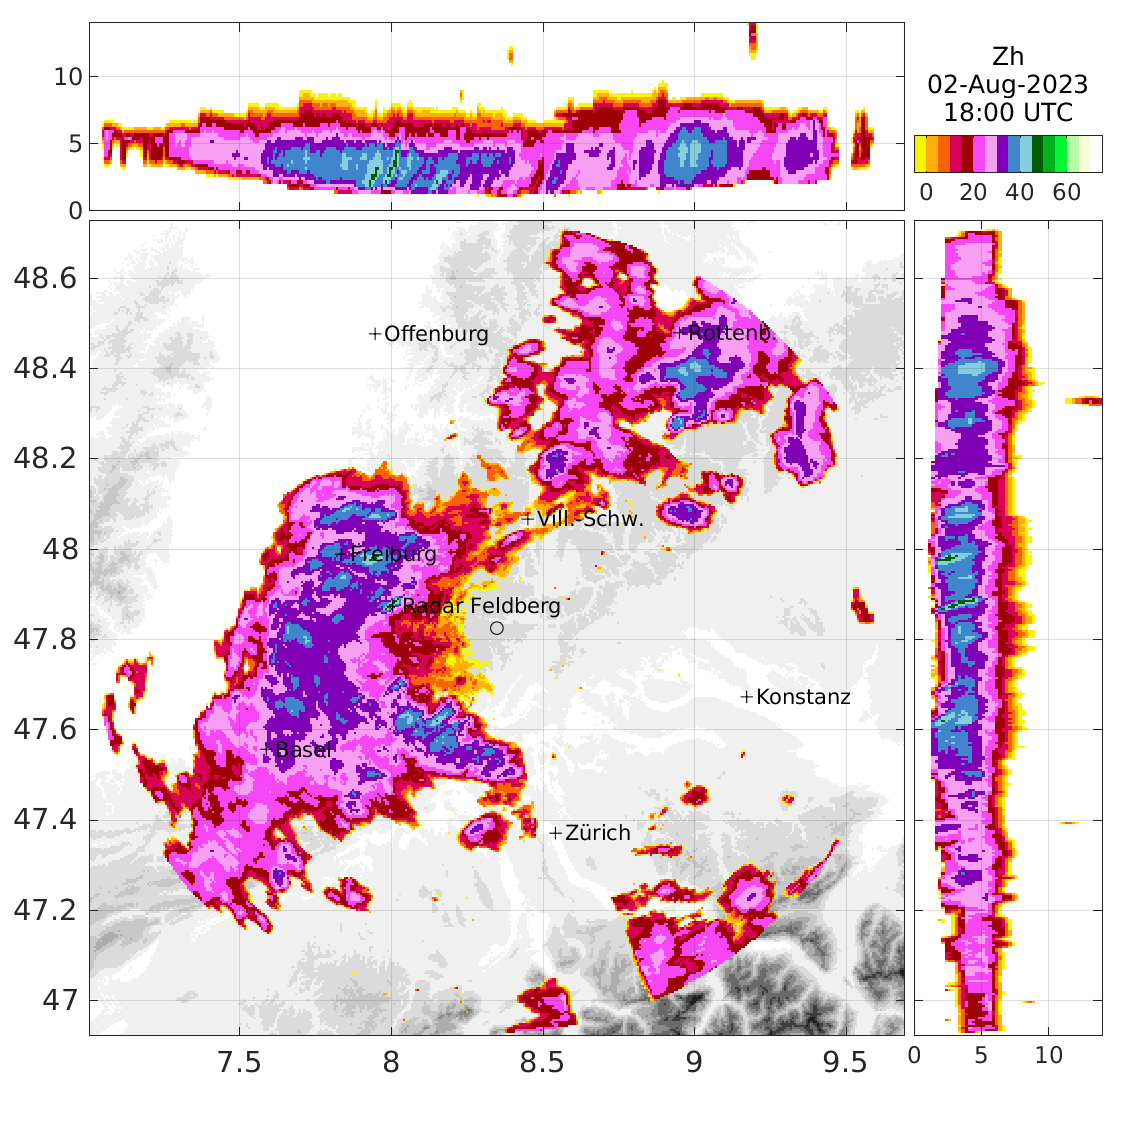 Zh
02-Aug-2023
18:00 UTC
0 20 40 60
10
5
0
48.6
48.4
48.2
48
47.8
47.6
47.4
47.2
47
+Offenburg
+Rottenb.
+Vill.-Schw.
+Freiburg
+Radar Feldberg
+Konstanz
+Basel
+Zürich
7.5 8 8.5 9 9.5
0 5 10